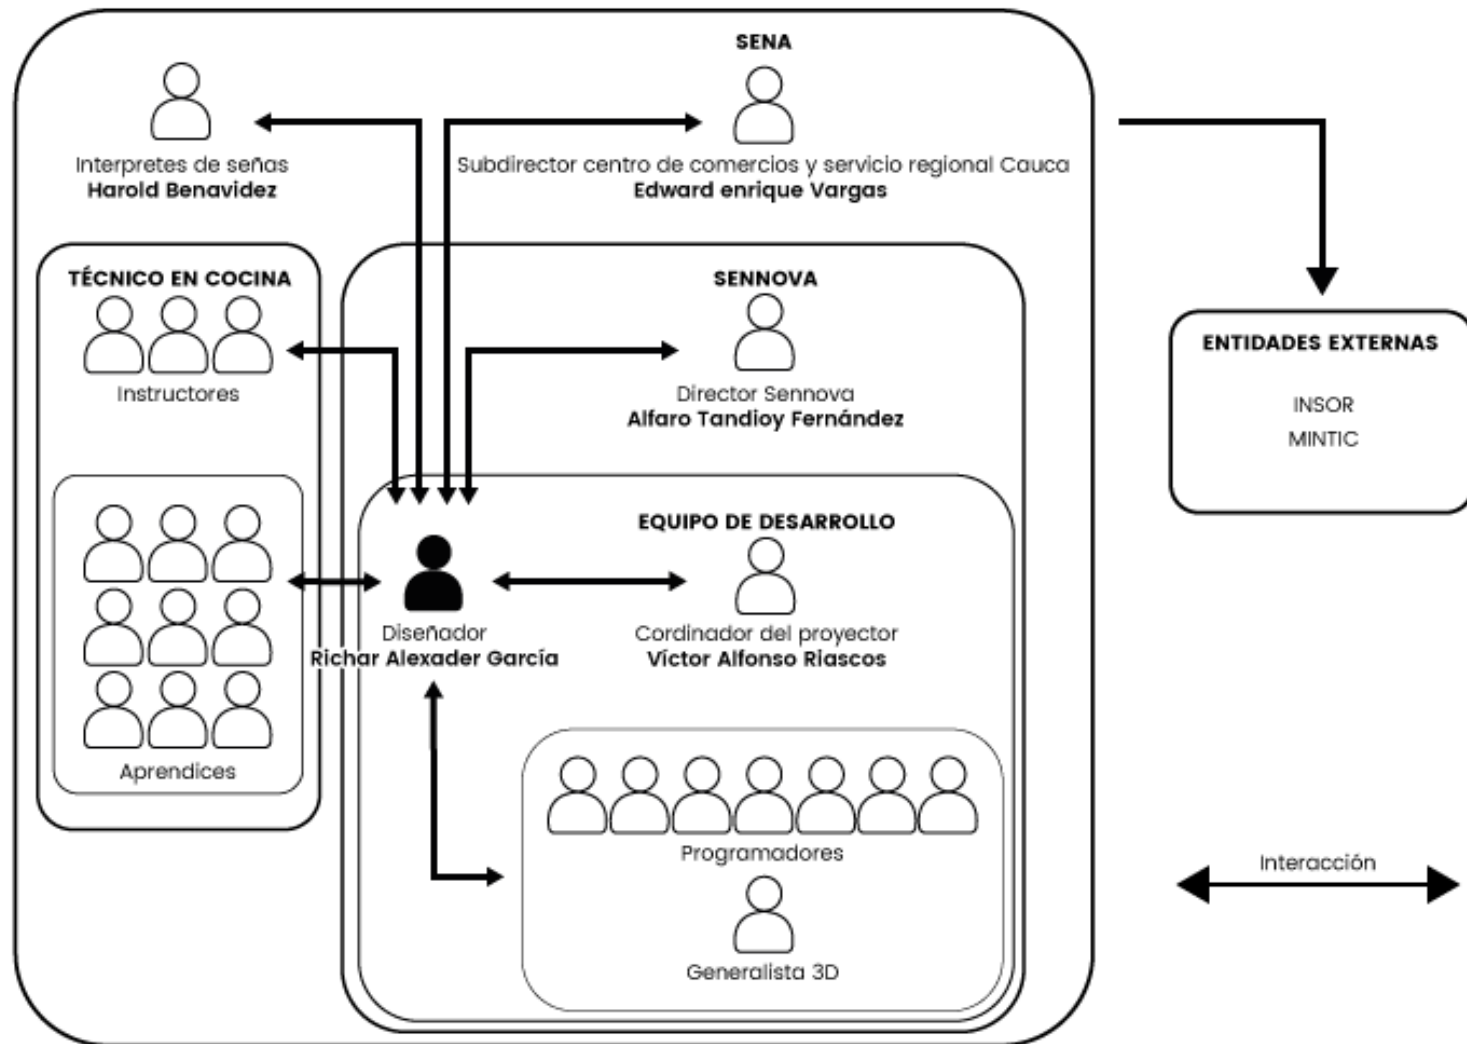 SENA
Interpretes de señas
Harold Benavidez
Subdirector centro de comercios y servicio regional Cauca
Edward enrique Vargas
TÉCNICO EN COCINA
Instructores
Aprendices
SENNOVA
Director Sennova
Alfaro Tandioy Fernández
EQUIPO DE DESARROLLO
Diseñador
Richar Alexader García
Cordinador del proyector
Víctor Alfonso Riascos
Programadores
Generalista 3D
ENTIDADES EXTERNAS
INSOR
MINTIC
Interacción